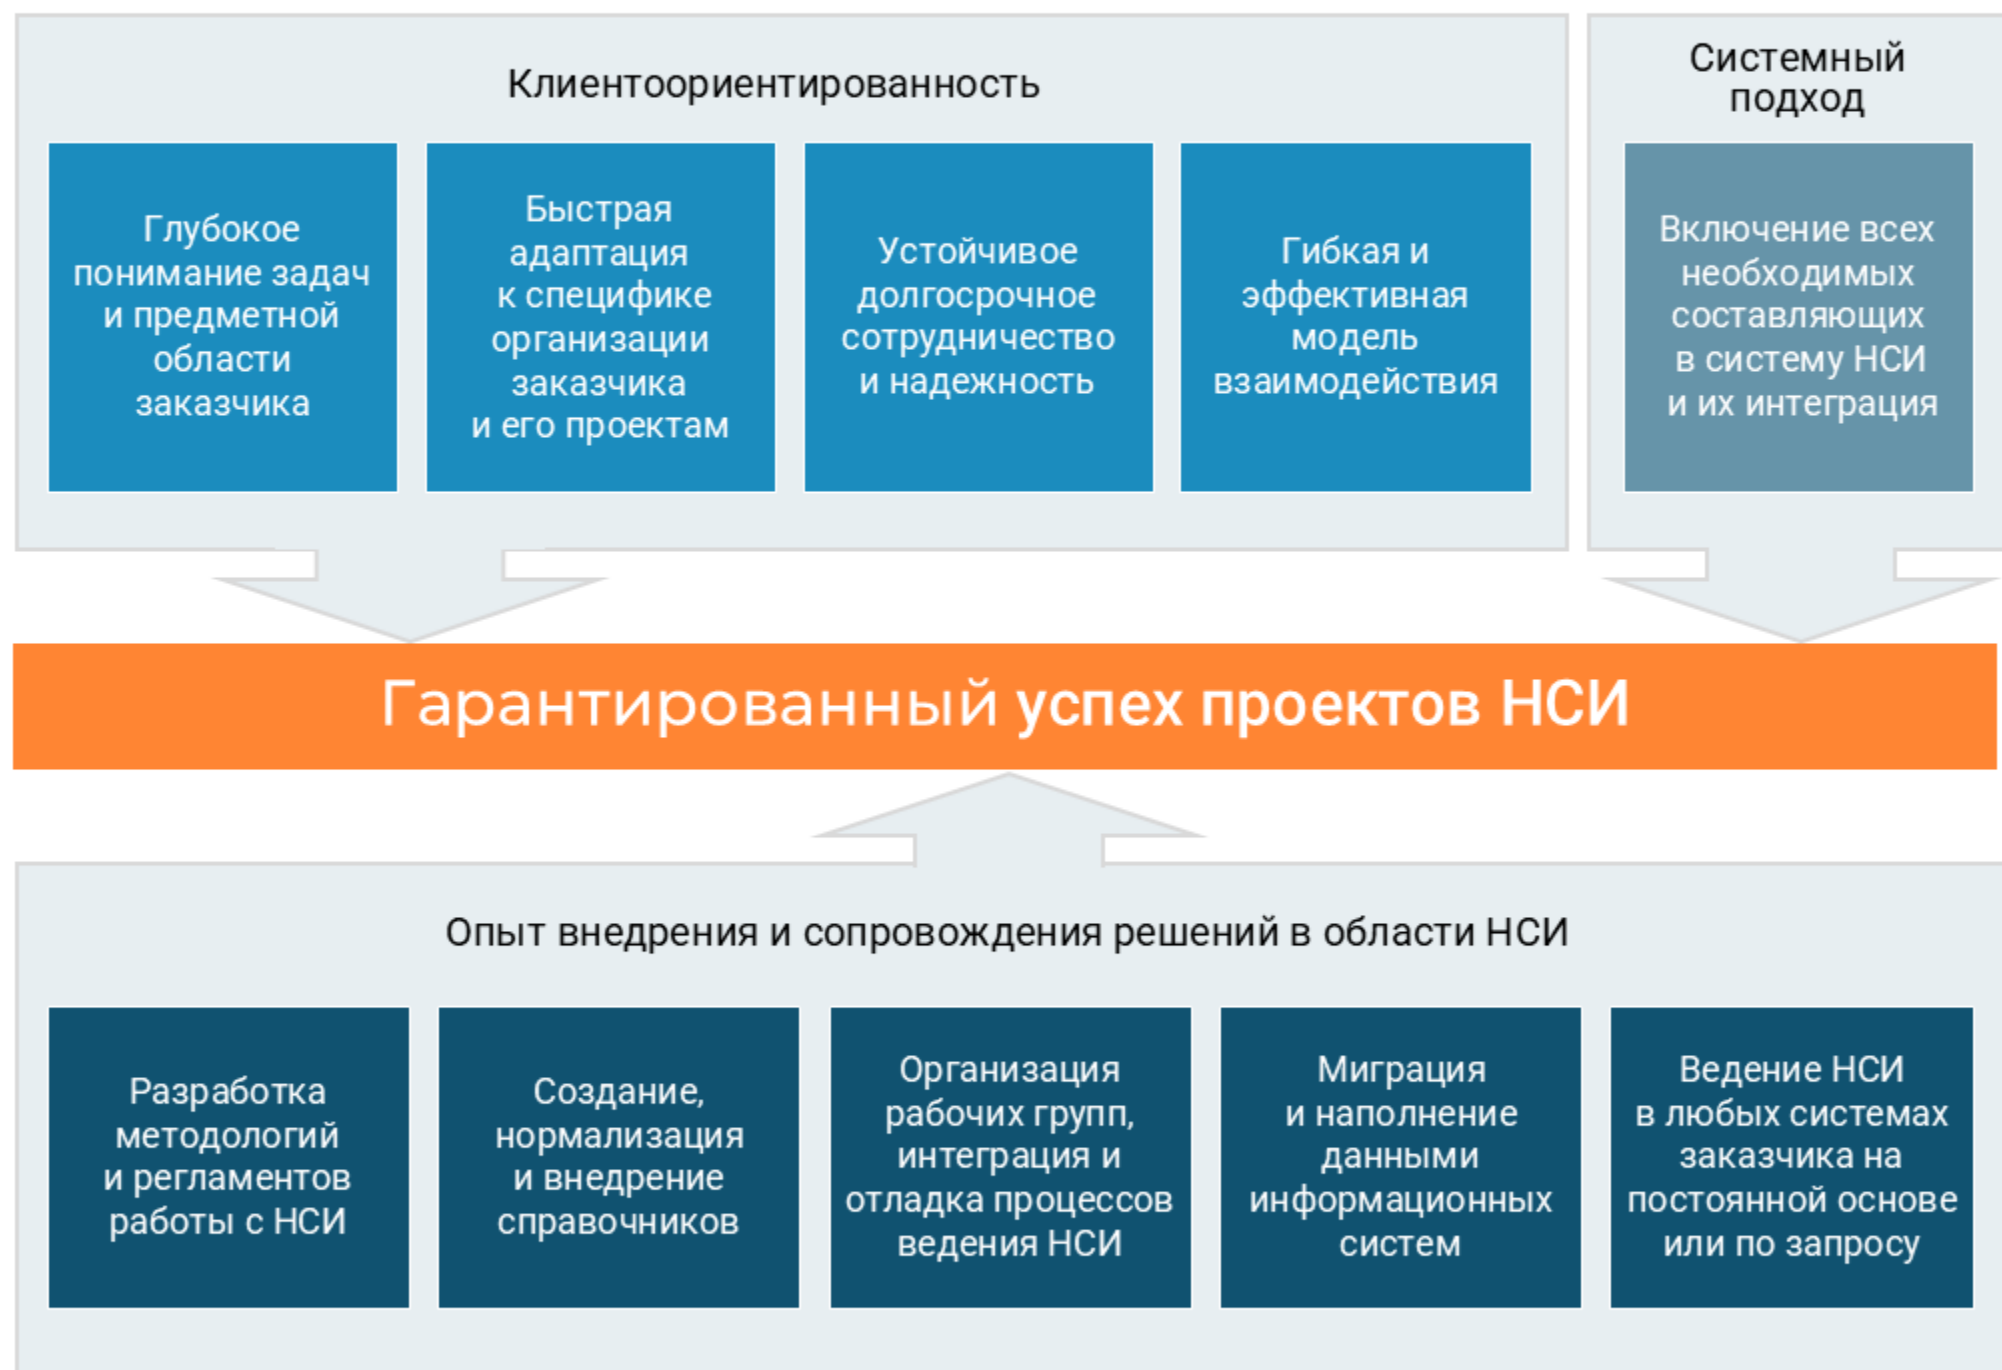 Клиентоориентированность
Глубокое
понимание задач
и предметной
области
заказчика
Быстрая
адаптация
к специфике
организации
заказчика
и его проектам
Устойчивое
долгосрочное
сотрудничество
и надежность
Гибкая и
эффективная
модель
взаимодействия
Системный
подход
Включение всех
необходимых
составляющих
в систему НСИ
и их интеграция
Гарантированный успех проектов НСИ
Опыт внедрения и сопровождения решений в области НСИ
Разработка
методологий
и регламентов
работы с НСИ
Создание,
нормализация
и внедрение
справочников
Организация
рабочих групп,
интеграция и
отладка процессов
ведения НСИ
Миграция
и наполнение
данными
информационных
систем
Ведение НСИ
в любых системах
заказчика на
постоянной основе
или по запросу